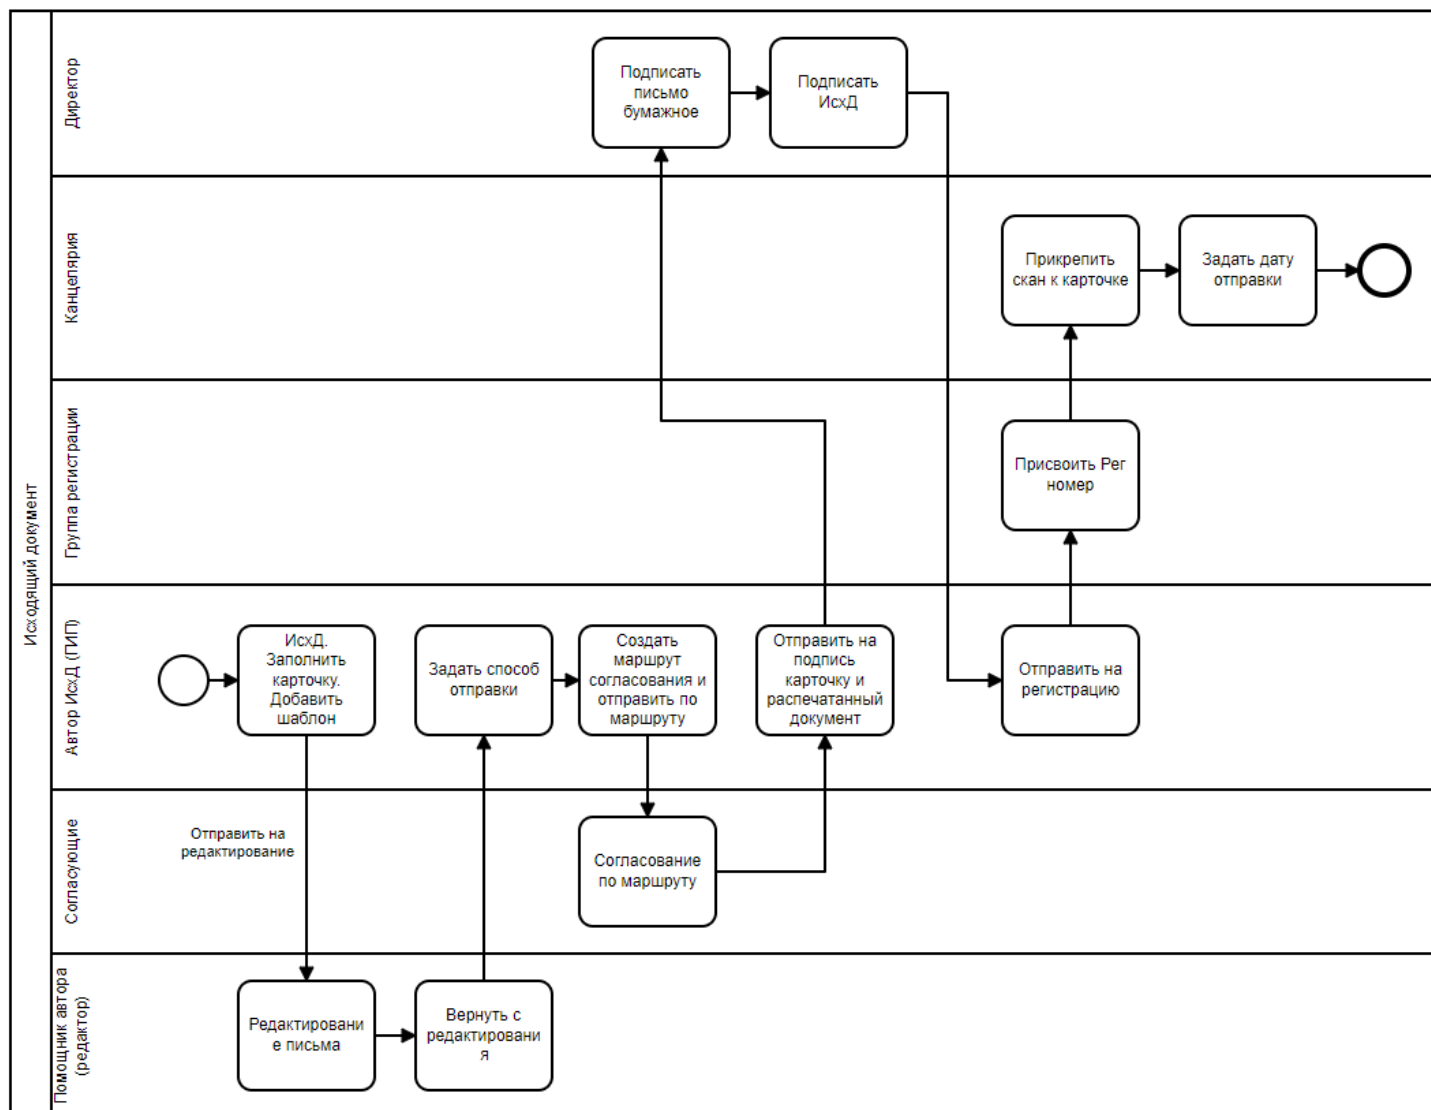 Исходящий документ
Директор
Подписать
письмо
бумажное
Подписать
ИсхД
Канцелярия
Прикрепить
скан к карточке
Задать дату
отправки
Группа регистрации
Присвоить Рег
номер
Автор ИсхД (ГИП)
ИсхД.
Заполнить
карточку.
Добавить
шаблон
Задать способ
отправки
Создать
маршрут
согласования и
отправить по
маршруту
Отправить на
подпись
карточку и
распечатанный
документ
Отправить на
регистрацию
Согласующие
Отправить на
редактирование
Согласование
по маршруту
Помощник автора
(редактор)
Редактировани
е письма
Вернуть с
редактировани
я